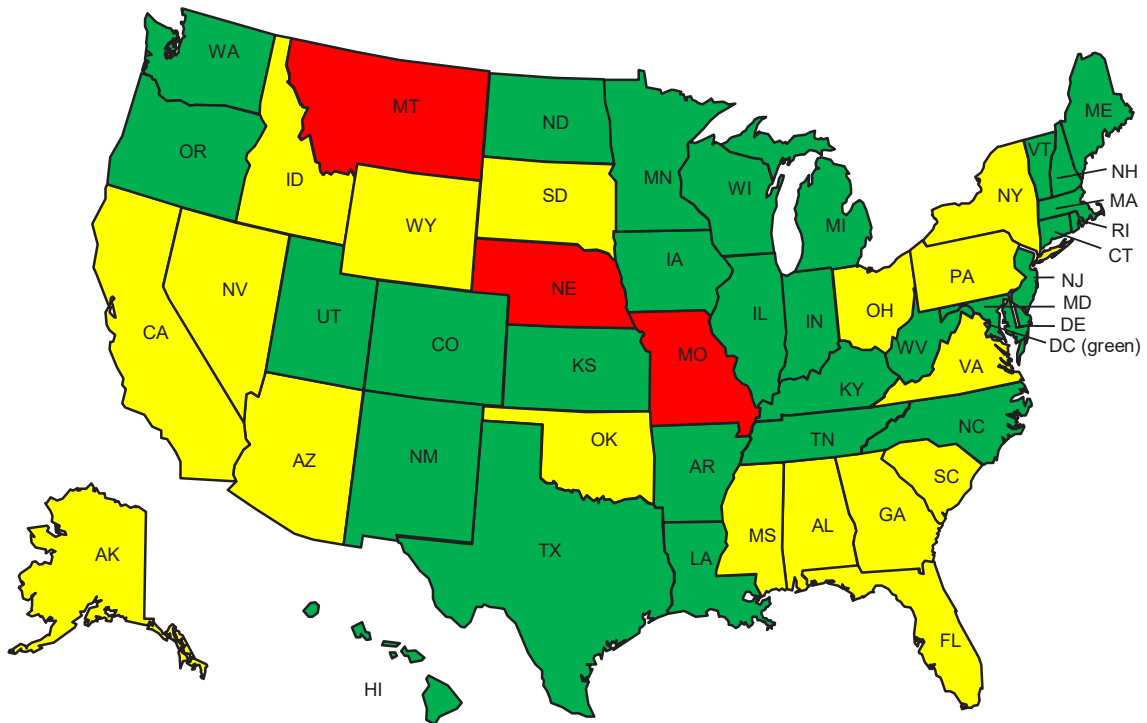 WA
MT
ND
ME
OR
ID
MN
VT
NH
SD
WI
NY
MA
WY
MI
RI
CT
IA
NE
PA
NJ
NV
IL
IN
OH
MD
UT
DE
CA
CO
MO
WV
DC (green)
KS
VA
KY
OK
TN
NC
AZ
NM
AR
SC
MS
AL
GA
AK
TX
LA
FL
HI